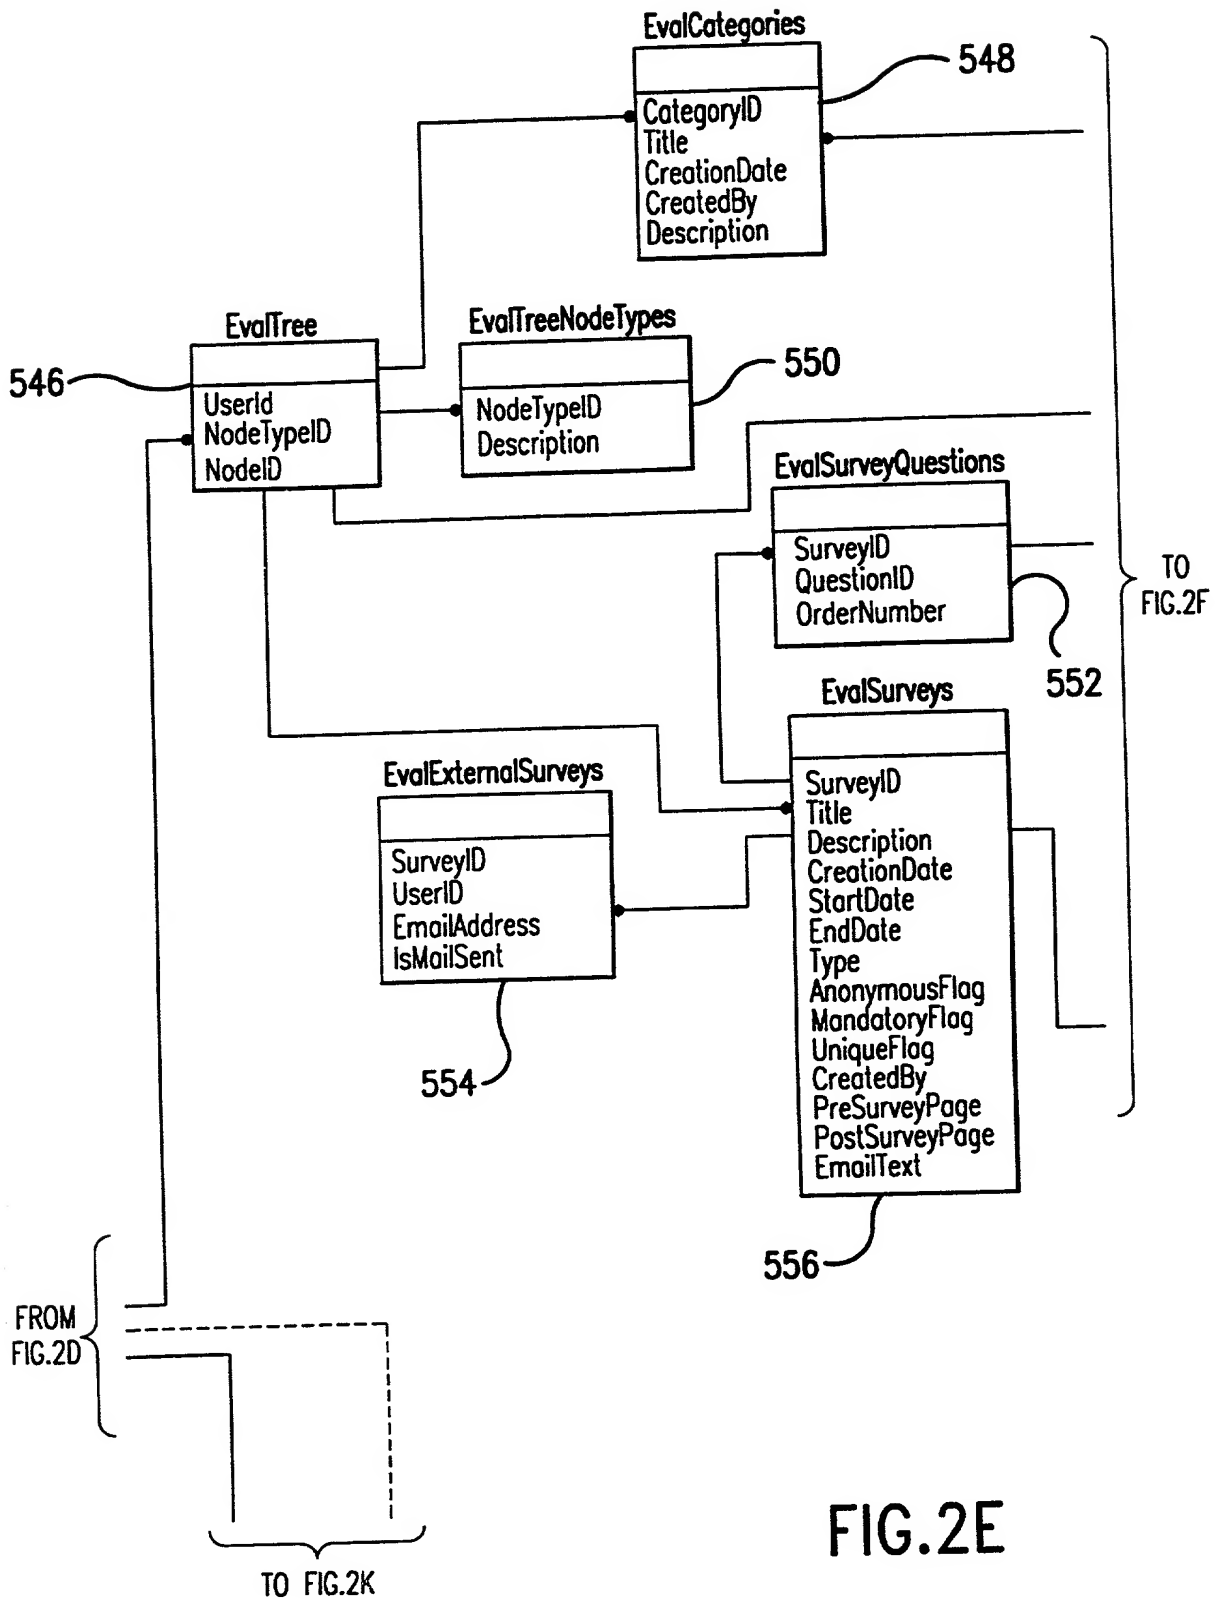 EvalCategories
548
CategoryID
Title
CreationDate
CreatedBy
Description
EvalTree
546
UserId
NodeTypeID
NodeID
EvalTreeNodeTypes
550
NodeTypeID
Description
EvalSurveyQuestions
SurveyID
QuestionID
OrderNumber
552
TO
FIG.2F
EvalSurveys
SurveyID
Title
Description
CreationDate
StartDate
EndDate
Type
AnonymousFlag
MandatoryFlag
UniqueFlag
CreatedBy
PreSurveyPage
PostSurveyPage
EmailText
556
EvalExternalSurveys
SurveyID
UserID
EmailAddress
IsMailSent
554
FROM
FIG.2D
TO FIG.2K
FIG.2E